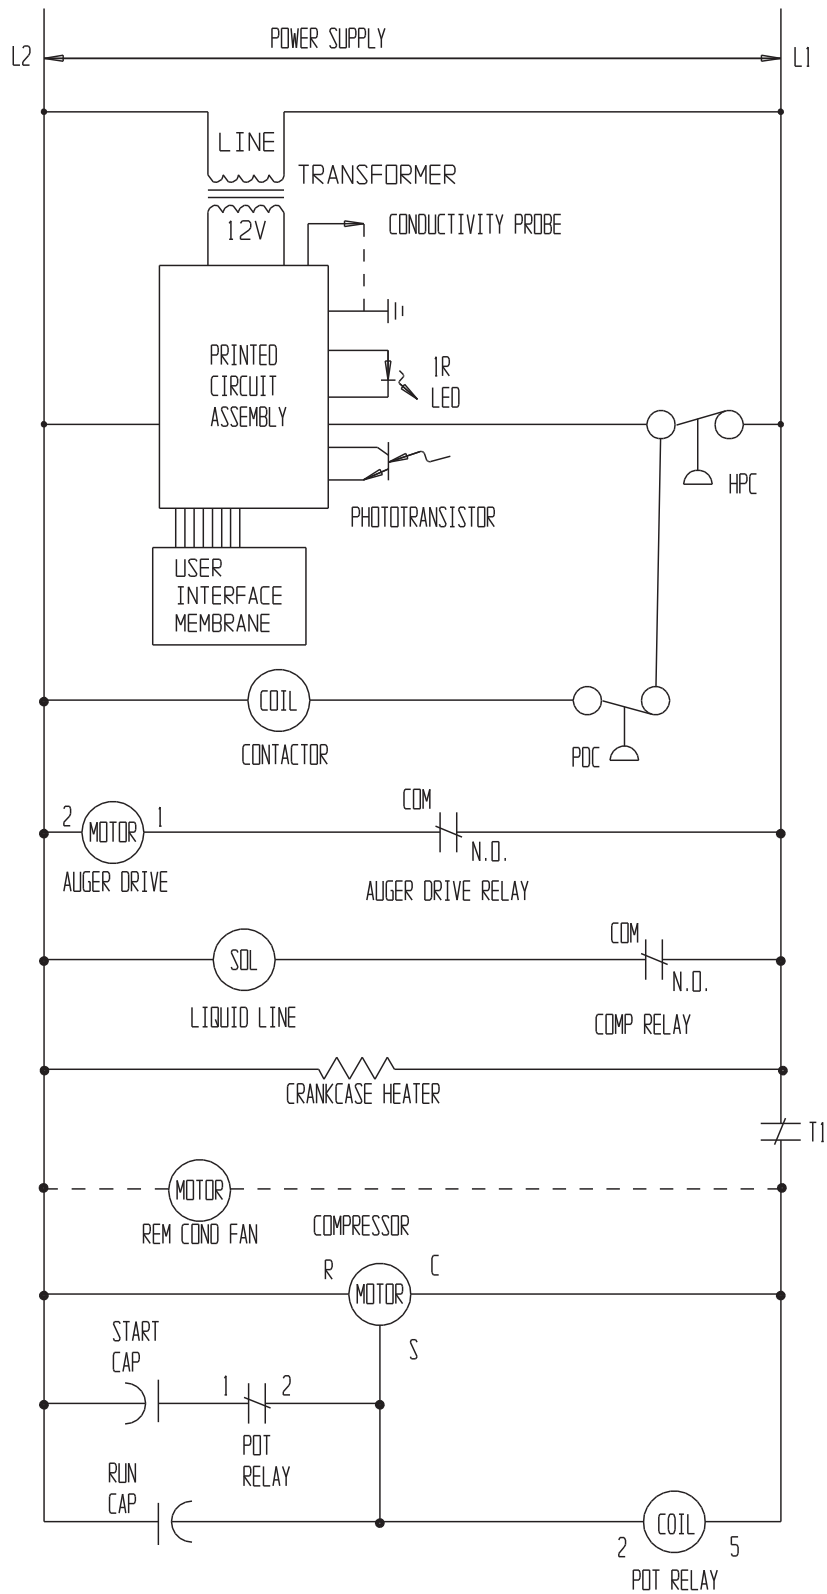 POWER SUPPLY
L2
L1
LINE
TRANSFORMER
12V
CONDUCTIVITY PROBE
PRINTED
CIRCUIT
ASSEMBLY
1R
LED
HPC
PHOTOTRANSISTOR
USER
INTERFACE
MEMBRANE
COIL
CONTACTOR
PDC
COM
2
MOTOR
1
N.O.
AUGER DRIVE
AUGER DRIVE RELAY
COM
SOL
N.O.
LIQUID LINE
COMP RELAY
CRANKCASE HEATER
T1
MOTOR
REM COND FAN
COMPRESSOR
R
C
MOTOR
S
START
CAP
1
2
POT
RELAY
RUN
CAP
COIL
2
5
POT RELAY